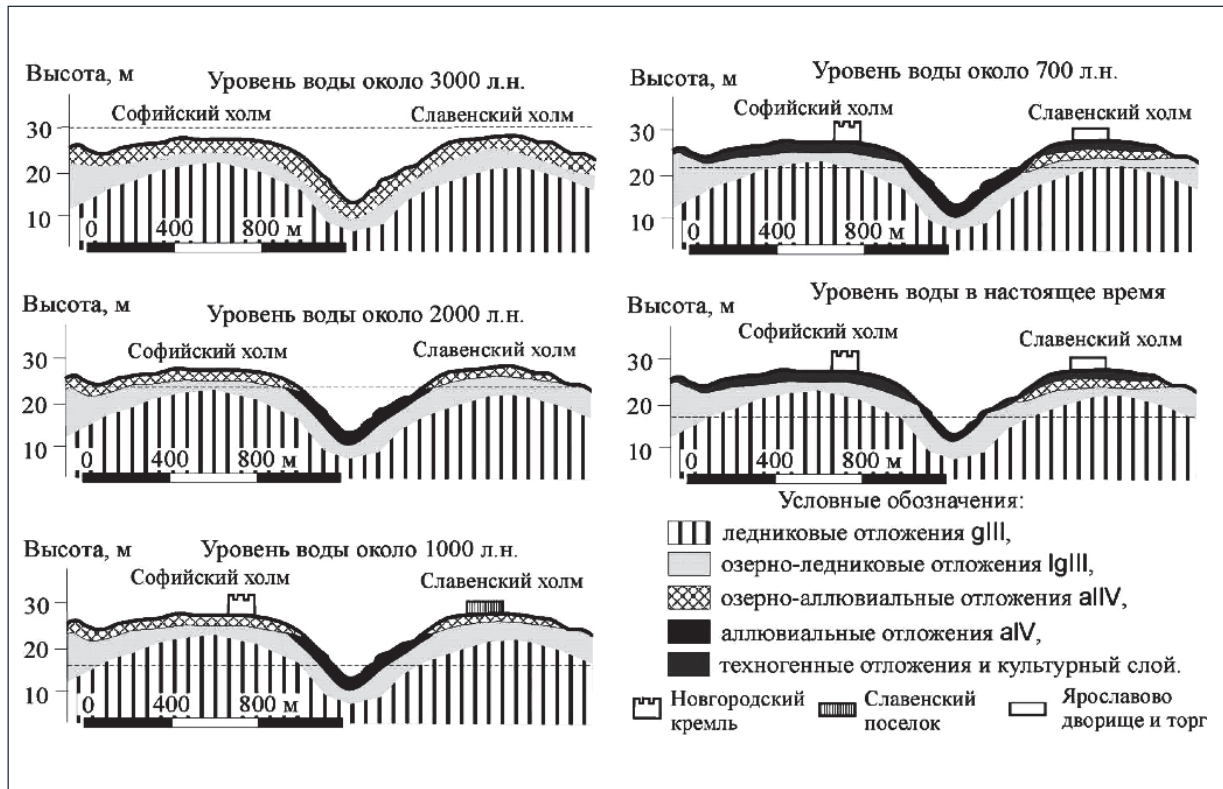 Высота, м
Уровень воды около 3000 л.н.
Софийский холм
Славенский холм
30
20
10
0
400
800 м
Высота, м
Уровень воды около 2000 л.н.
Софийский холм
Славенский холм
30
20
10
0
400
800 м
Высота, м
Уровень воды около 1000 л.н.
Софийский холм
Славенский холм
30
20
10
0
400
800 м
Высота, м
Уровень воды около 700 л.н.
Софийский холм
Славенский холм
30
20
10
0
400
800 м
Высота, м
Уровень воды в настоящее время
Софийский холм
Славенский холм
30
20
10
0
400
800 м
Условные обозначения:
ледниковые отложения gIII,
озерно-ледниковые отложения lgIII,
озерно-аллювиальные отложения alIV,
аллювиальные отложения aIV,
техногенные отложения и культурный слой.
Новгородский
кремль
Славенский
поселок
Ярославово
дворище и торг